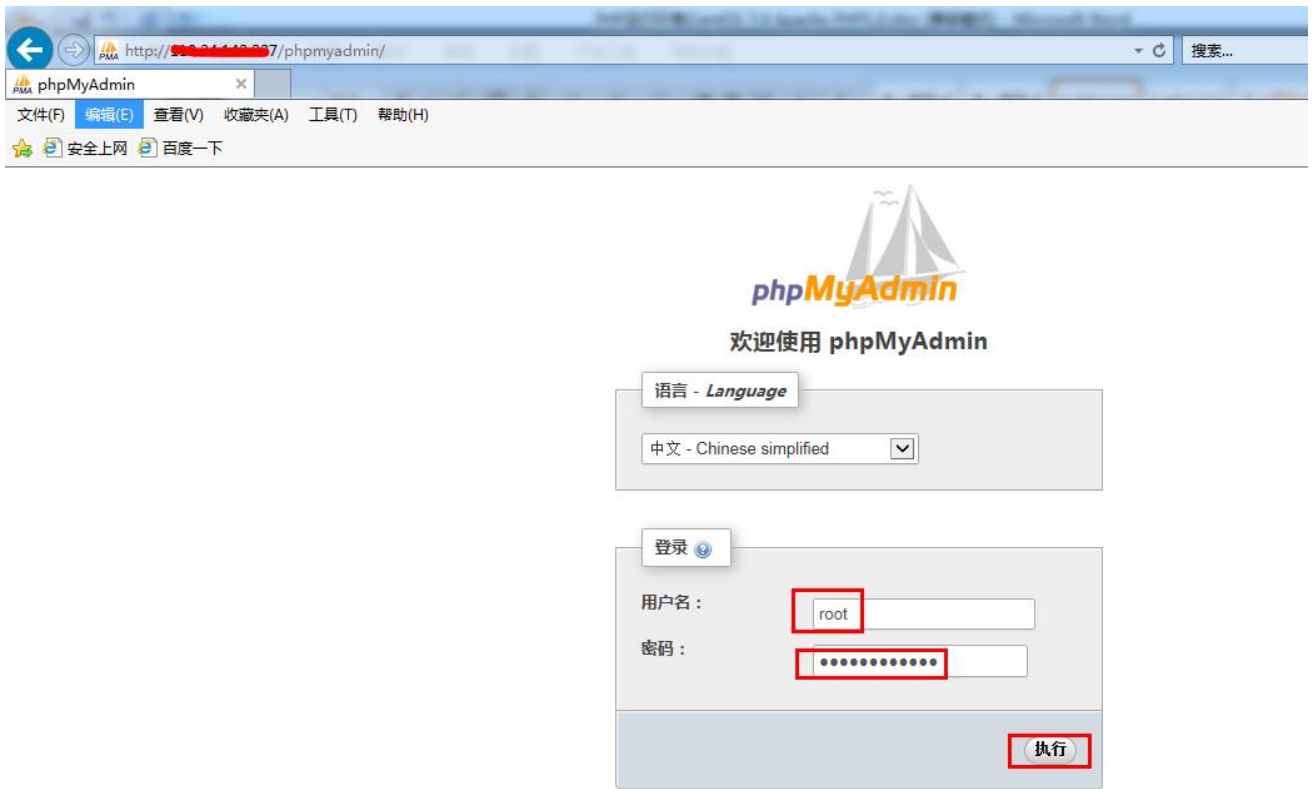 http:// 7/phpmyadmin/
搜索...
phpMyAdmin
文件(F) 编辑(E) 查看(V) 收藏夹(A) 工具(T) 帮助(H)
安全上网 百度一下
phpMyAdmin
欢迎使用 phpMyAdmin
语言 - Language
中文 - Chinese simplified
登录
用户名：
root
密码：
••••••••••••
执行